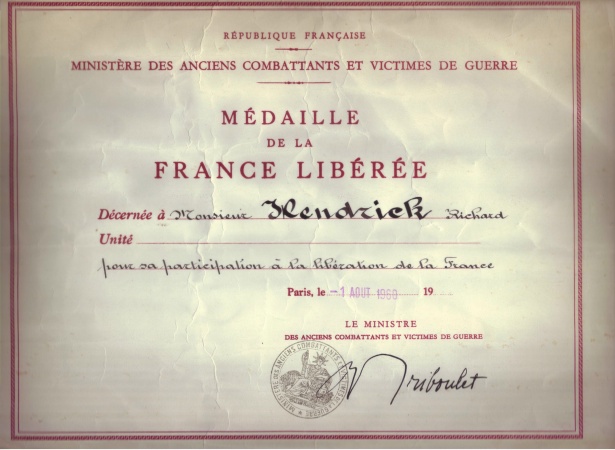 RÉPUBLIQUE FRANÇAISE
MINISTÈRE DES ANCIENS COMBATTANTS ET VICTIMES DE GUERRE
MÉDAILLE
DE LA
FRANCE LIBÉRÉE
Décernée à Monsieur Hendrick Richard
Unité
pour sa participation à la libération de la France
Paris, le -1 AOUT 1960 19
LE MINISTRE
DES ANCIENS COMBATTANTS ET VICTIMES DE GUERRE
Triboulet